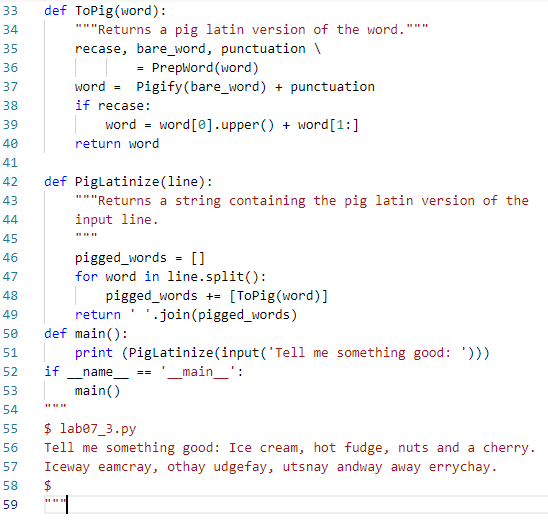 33 def ToPig(word):
34     """Returns a pig latin version of the word."""
35     recase, bare_word, punctuation \
36             = PrepWord(word)
37     word =  Pigify(bare_word) + punctuation
38     if recase:
39         word = word[0].upper() + word[1:]
40     return word
41
42 def PigLatinize(line):
43     """Returns a string containing the pig latin version of the
44     input line.
45     """
46     pigged_words = []
47     for word in line.split():
48         pigged_words += [ToPig(word)]
49     return ' '.join(pigged_words)
50 def main():
51     print (PigLatinize(input('Tell me something good: ')))
52 if __name__ == '__main__':
53     main()
54 """
55 $ lab07_3.py
56 Tell me something good: Ice cream, hot fudge, nuts and a cherry.
57 Iceway eamcray, othay udgefay, utsnay andway away errychay.
58 $
59 """